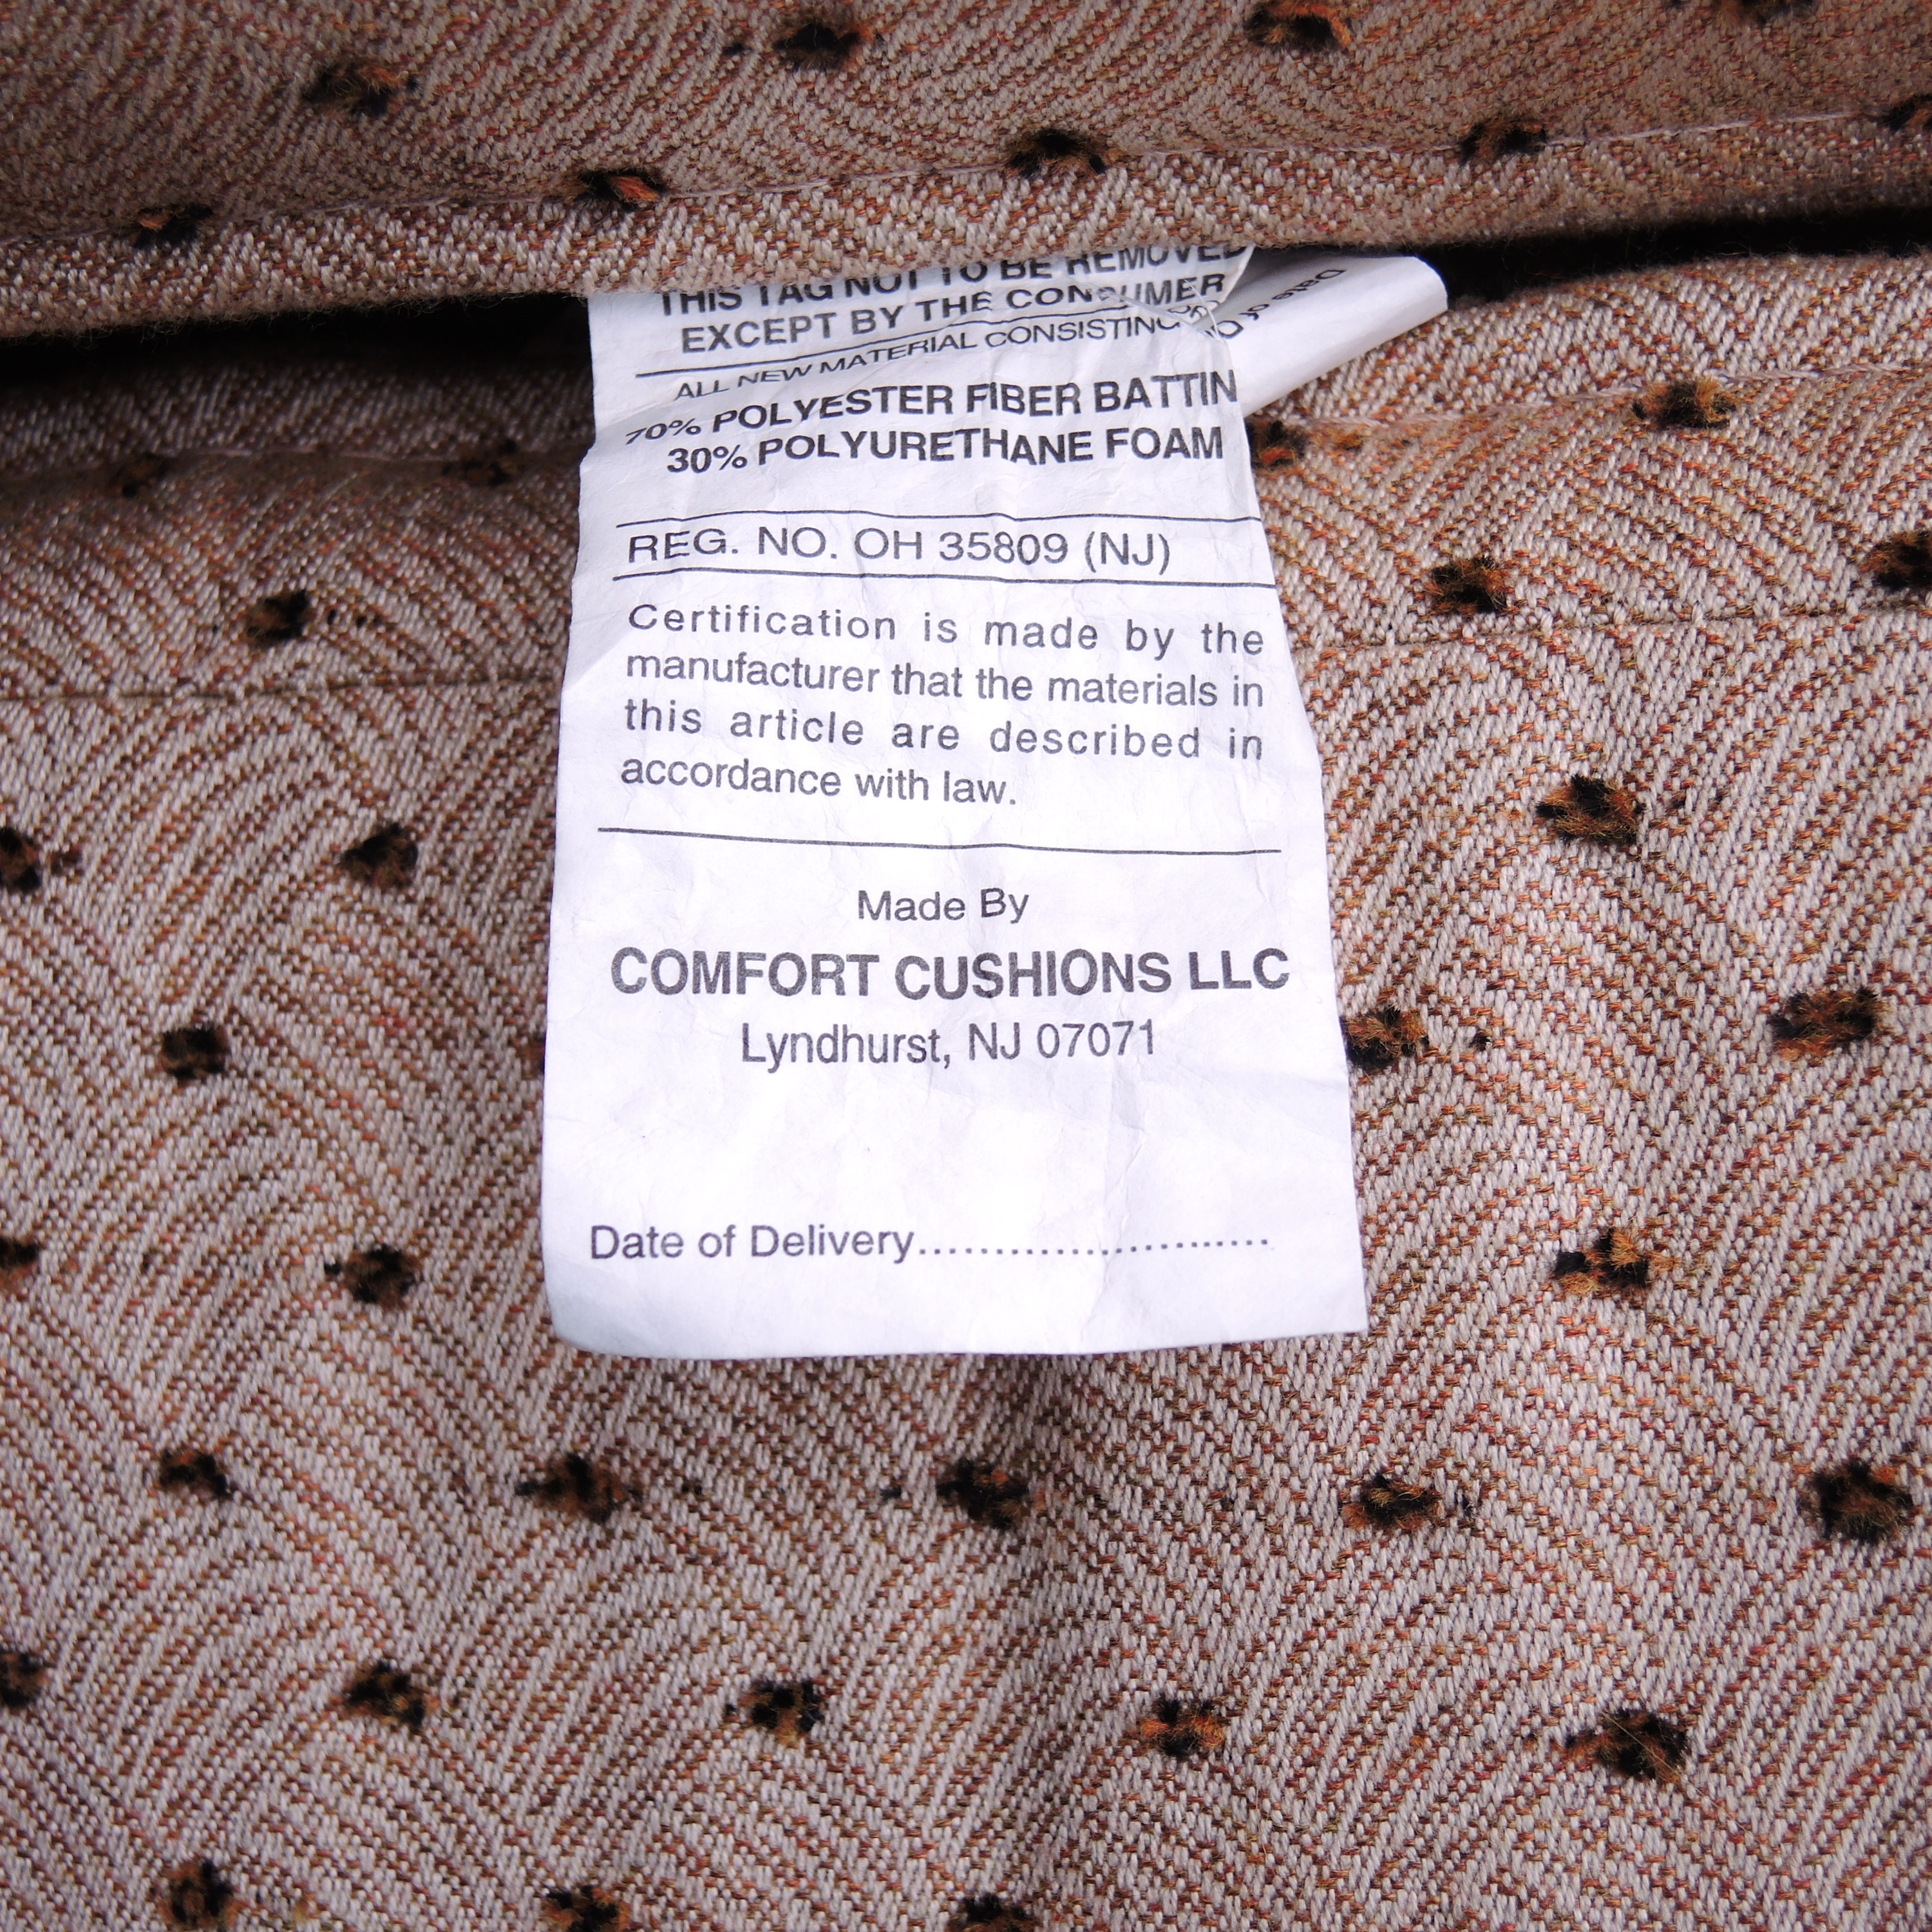 THIS TAG NOT TO BE REMOVED
EXCEPT BY THE CONSUMER
ALL NEW MATERIAL CONSISTING
70% POLYESTER FIBER BATTIN
30% POLYURETHANE FOAM
REG. NO. OH 35809 (NJ)
Certification is made by the
manufacturer that the materials in
this article are described in
accordance with law.
Made By
COMFORT CUSHIONS LLC
Lyndhurst, NJ 07071
Date of Delivery.......................
Date of